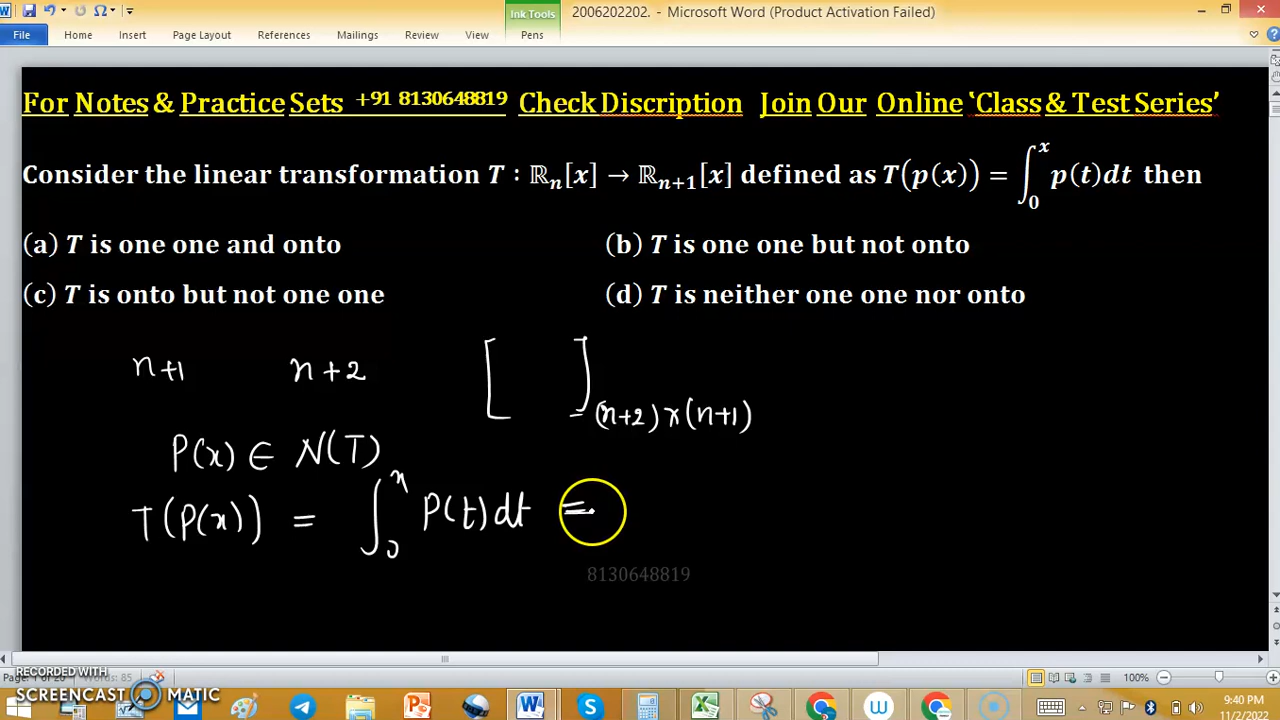 Ink Tools
2006202202. - Microsoft Word (Product Activation Failed)
File Home Insert Page Layout References Mailings Review View Pens
For Notes & Practice Sets +91 8130648819 Check Discription Join Our Online 'Class & Test Series'
Consider the linear transformation T : ℝₙ[x] → ℝₙ₊₁[x] defined as T(p(x)) = ∫₀ˣ p(t)dt then
(a) T is one one and onto (b) T is one one but not onto
(c) T is onto but not one one (d) T is neither one one nor onto
n+1 n+2 [ ](n+2)x(n+1)
P(x) ∈ N(T)
T(P(x)) = ∫₀ˣ P(t)dt =
8130648819
RECORDED WITH
SCREENCAST MATIC
Words: 85 100%
9:40 PM
11/2/2022